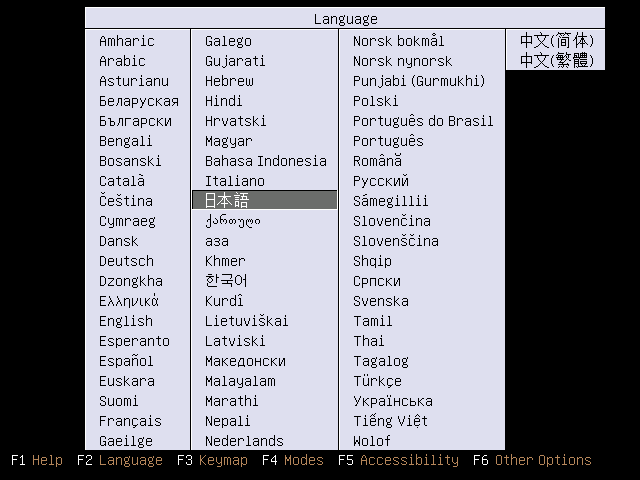 Language
Amharic
Arabic
Asturianu
Беларуская
Български
Bengali
Bosanski
Català
Čeština
Cymraeg
Dansk
Deutsch
Dzongkha
Ελληνικά
English
Esperanto
Español
Euskara
Suomi
Français
Gaeilge
Galego
Gujarati
Hebrew
Hindi
Hrvatski
Magyar
Bahasa Indonesia
Italiano
日本語
ქართული
Қаза
Khmer
한국어
Kurdî
Lietuviškai
Latviski
Македонски
Malayalam
Marathi
Nepali
Nederlands
Norsk bokmål
Norsk nynorsk
Punjabi (Gurmukhi)
Polski
Português do Brasil
Português
Română
Русский
Sámegillii
Slovenčina
Slovenščina
Shqip
Српски
Svenska
Tamil
Thai
Tagalog
Türkçe
Українська
Tiếng Việt
Wolof
中文(简体)
中文(繁體)
F1 Help F2 Language F3 Keymap F4 Modes F5 Accessibility F6 Other Options